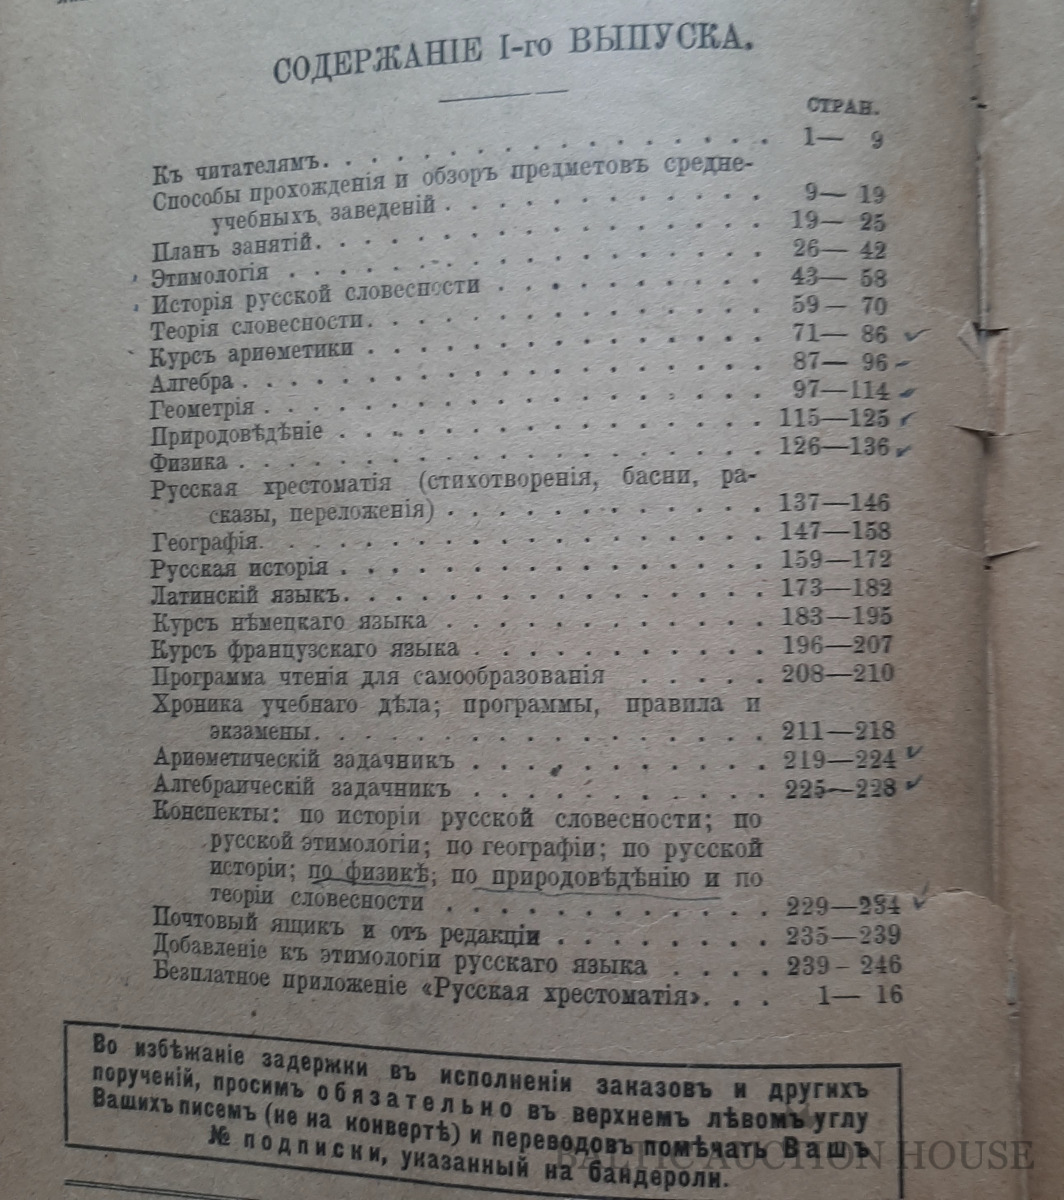 СОДЕРЖАНІЕ I-го ВЫПУСКА.
СТРАН.
Къ читателямъ. . . . . . . . . . . . . . . . . 1— 9
Способы прохожденія и обзоръ предметовъ средне-
учебныхъ заведеній . . . . . . . . . . . . 9— 19
Планъ занятій. . . . . . . . . . . . . . . . . 19— 25
Этимологія . . . . . . . . . . . . . . . . . . 26— 42
Исторія русской словесности . . . . . . . . . . 43— 58
Теорія словесности. . . . . . . . . . . . . . . 59— 70
Курсъ ариѳметики . . . . . . . . . . . . . . . 71— 86
Алгебра . . . . . . . . . . . . . . . . . . . 87— 96
Геометрія . . . . . . . . . . . . . . . . . . 97—114
Природовѣдѣніе . . . . . . . . . . . . . . . . 115—125
Физика . . . . . . . . . . . . . . . . . . . . 126—136
Русская хрестоматія (стихотворенія, басни, ра-
сказы, переложенія) . . . . . . . . . . . . 137—146
Географія. . . . . . . . . . . . . . . . . . . 147—158
Русская исторія . . . . . . . . . . . . . . . . 159—172
Латинскій языкъ. . . . . . . . . . . . . . . . 173—182
Курсъ нѣмецкаго языка . . . . . . . . . . . . 183—195
Курсъ французскаго языка . . . . . . . . . . . 196—207
Программа чтенія для самообразованія . . . . . 208—210
Хроника учебнаго дѣла; программы, правила и
экзамены. . . . . . . . . . . . . . . . . . 211—218
Ариѳметическій задачникъ . . . . . . . . . . . 219—224
Алгебраическій задачникъ . . . . . . . . . . . 225—228
Конспекты: по исторіи русской словесности; по
русской этимологіи; по географіи; по русской
исторіи; по физикѣ; по природовѣдѣнію и по
теоріи словесности . . . . . . . . . . . . 229—234
Почтовый ящикъ и отъ редакціи . . . . . . . . 235—239
Добавленіе къ этимологіи русскаго языка . . . . 239—246
Безплатное приложеніе «Русская хрестоматія». . . 1— 16
Во избѣжаніе задержки въ исполненіи заказовъ и другихъ
порученій, просимъ обязательно въ верхнемъ лѣвомъ углу
Вашихъ писемъ (не на конвертѣ) и переводовъ помѣчать Вашъ
№ подписки, указанный на бандероли.
BALTIC AUCTION HOUSE